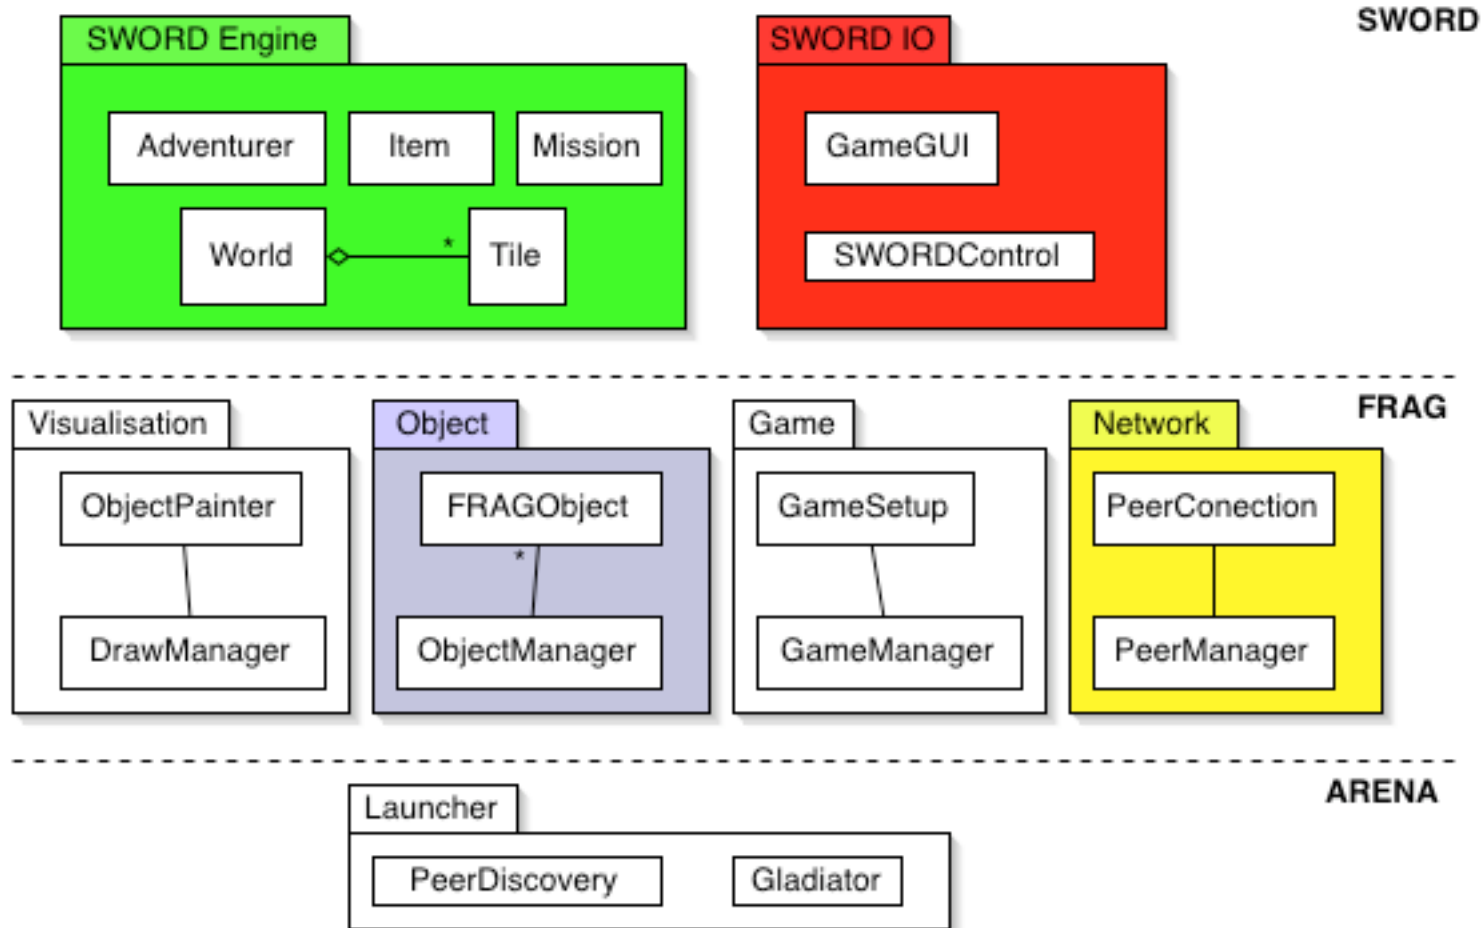 SWORD
SWORD Engine
SWORD IO
Adventurer
Item
Mission
GameGUI
World
*
Tile
SWORDControl
FRAG
Visualisation
Object
Game
Network
ObjectPainter
FRAGObject
GameSetup
PeerConection
*
DrawManager
ObjectManager
GameManager
PeerManager
ARENA
Launcher
PeerDiscovery
Gladiator